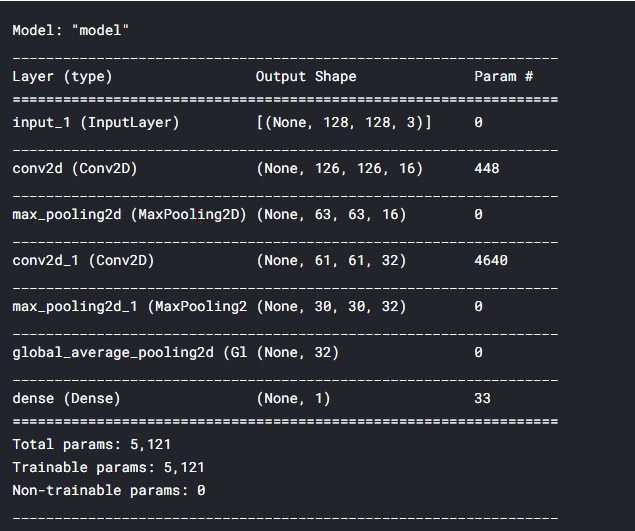 Model: "model"
_________________________________________________________________
Layer (type)                 Output Shape              Param #
=================================================================
input_1 (InputLayer)         [(None, 128, 128, 3)]     0
_________________________________________________________________
conv2d (Conv2D)              (None, 126, 126, 16)      448
_________________________________________________________________
max_pooling2d (MaxPooling2D) (None, 63, 63, 16)        0
_________________________________________________________________
conv2d_1 (Conv2D)            (None, 61, 61, 32)        4640
_________________________________________________________________
max_pooling2d_1 (MaxPooling2 (None, 30, 30, 32)        0
_________________________________________________________________
global_average_pooling2d (Gl (None, 32)                0
_________________________________________________________________
dense (Dense)                (None, 1)                 33
=================================================================
Total params: 5,121
Trainable params: 5,121
Non-trainable params: 0
_________________________________________________________________